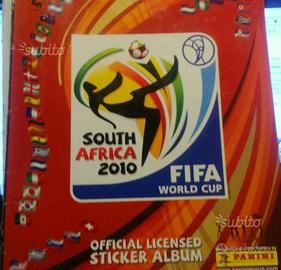 subito
SOUTH
AFRICA
2010
FIFA
WORLD CUP
subito
OFFICIAL LICENSED
STICKER ALBUM
PANINI